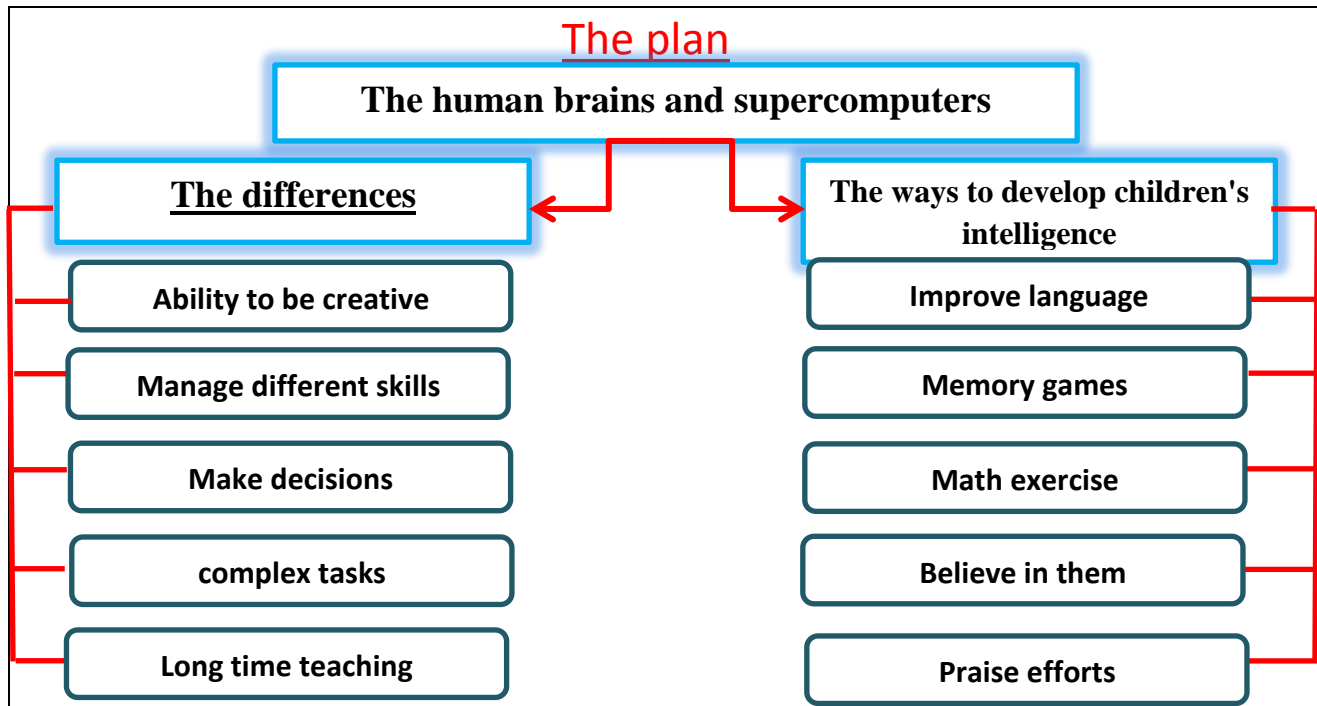 The plan
The human brains and supercomputers
The differences
Ability to be creative
Manage different skills
Make decisions
complex tasks
Long time teaching
The ways to develop children's
intelligence
Improve language
Memory games
Math exercise
Believe in them
Praise efforts